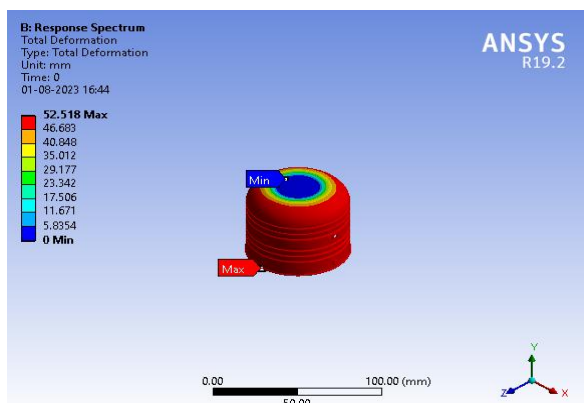 B: Response Spectrum
Total Deformation
Type: Total Deformation
Unit: mm
Time: 0
01-08-2023 16:44
52.518 Max
46.683
40.848
35.012
29.177
23.342
17.506
11.671
5.8354
0 Min
ANSYS
R19.2
Min
Max
0.00
100.00 (mm)
50.00
Y
Z
X